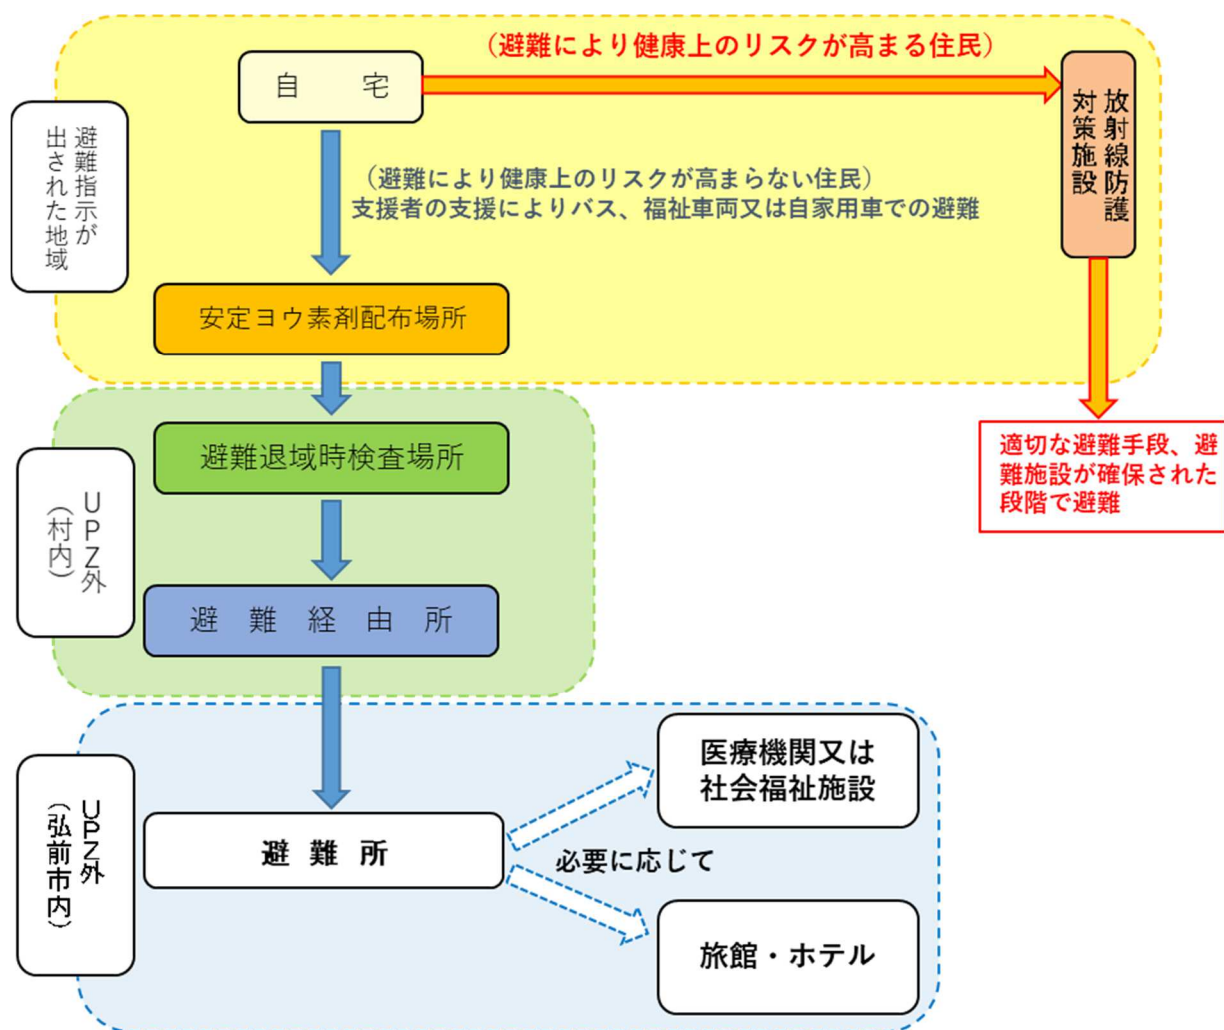 （避難により健康上のリスクが高まる住民）
自　宅
放射線防護
対策施設
避難指示が
出された地域
（避難により健康上のリスクが高まらない住民）
支援者の支援によりバス、福祉車両又は自家用車での避難
安定ヨウ素剤配布場所
適切な避難手段、避
難施設が確保された
段階で避難
UPZ外
（村内）
避難退域時検査場所
避　難　経　由　所
UPZ外
（弘前市内）
避 難 所
必要に応じて
医療機関又は
社会福祉施設
旅館・ホテル